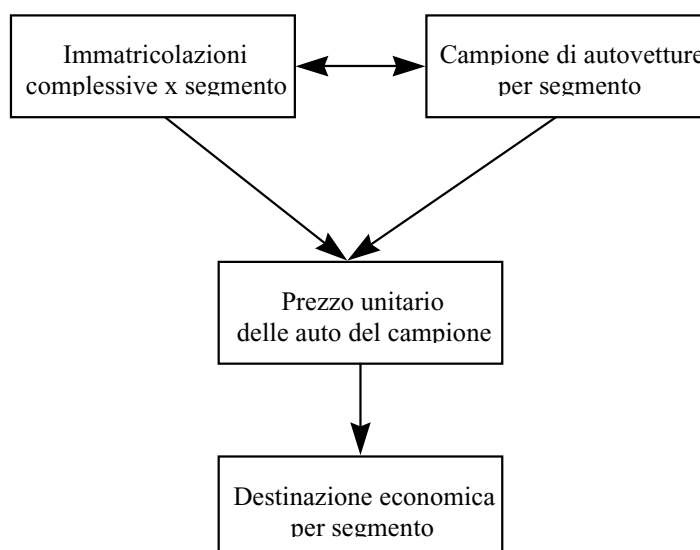 Immatricolazioni
complessive x segmento
Campione di autovetture
per segmento
Prezzo unitario
delle auto del campione
Destinazione economica
per segmento